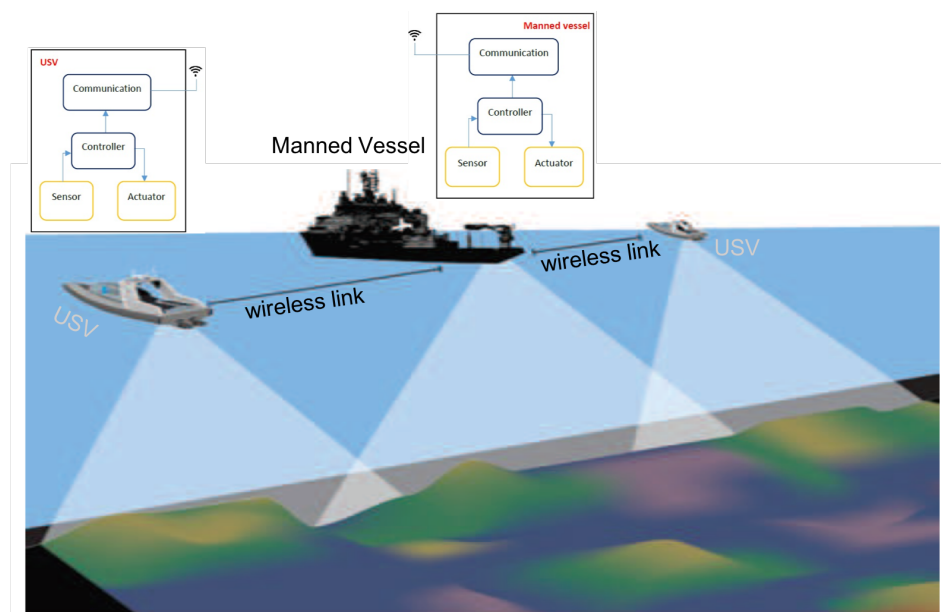 Manned vessel
Communication
Controller
Sensor
Actuator
USV
Communication
Controller
Sensor
Actuator
Manned Vessel
USV
wireless link
wireless link
USV